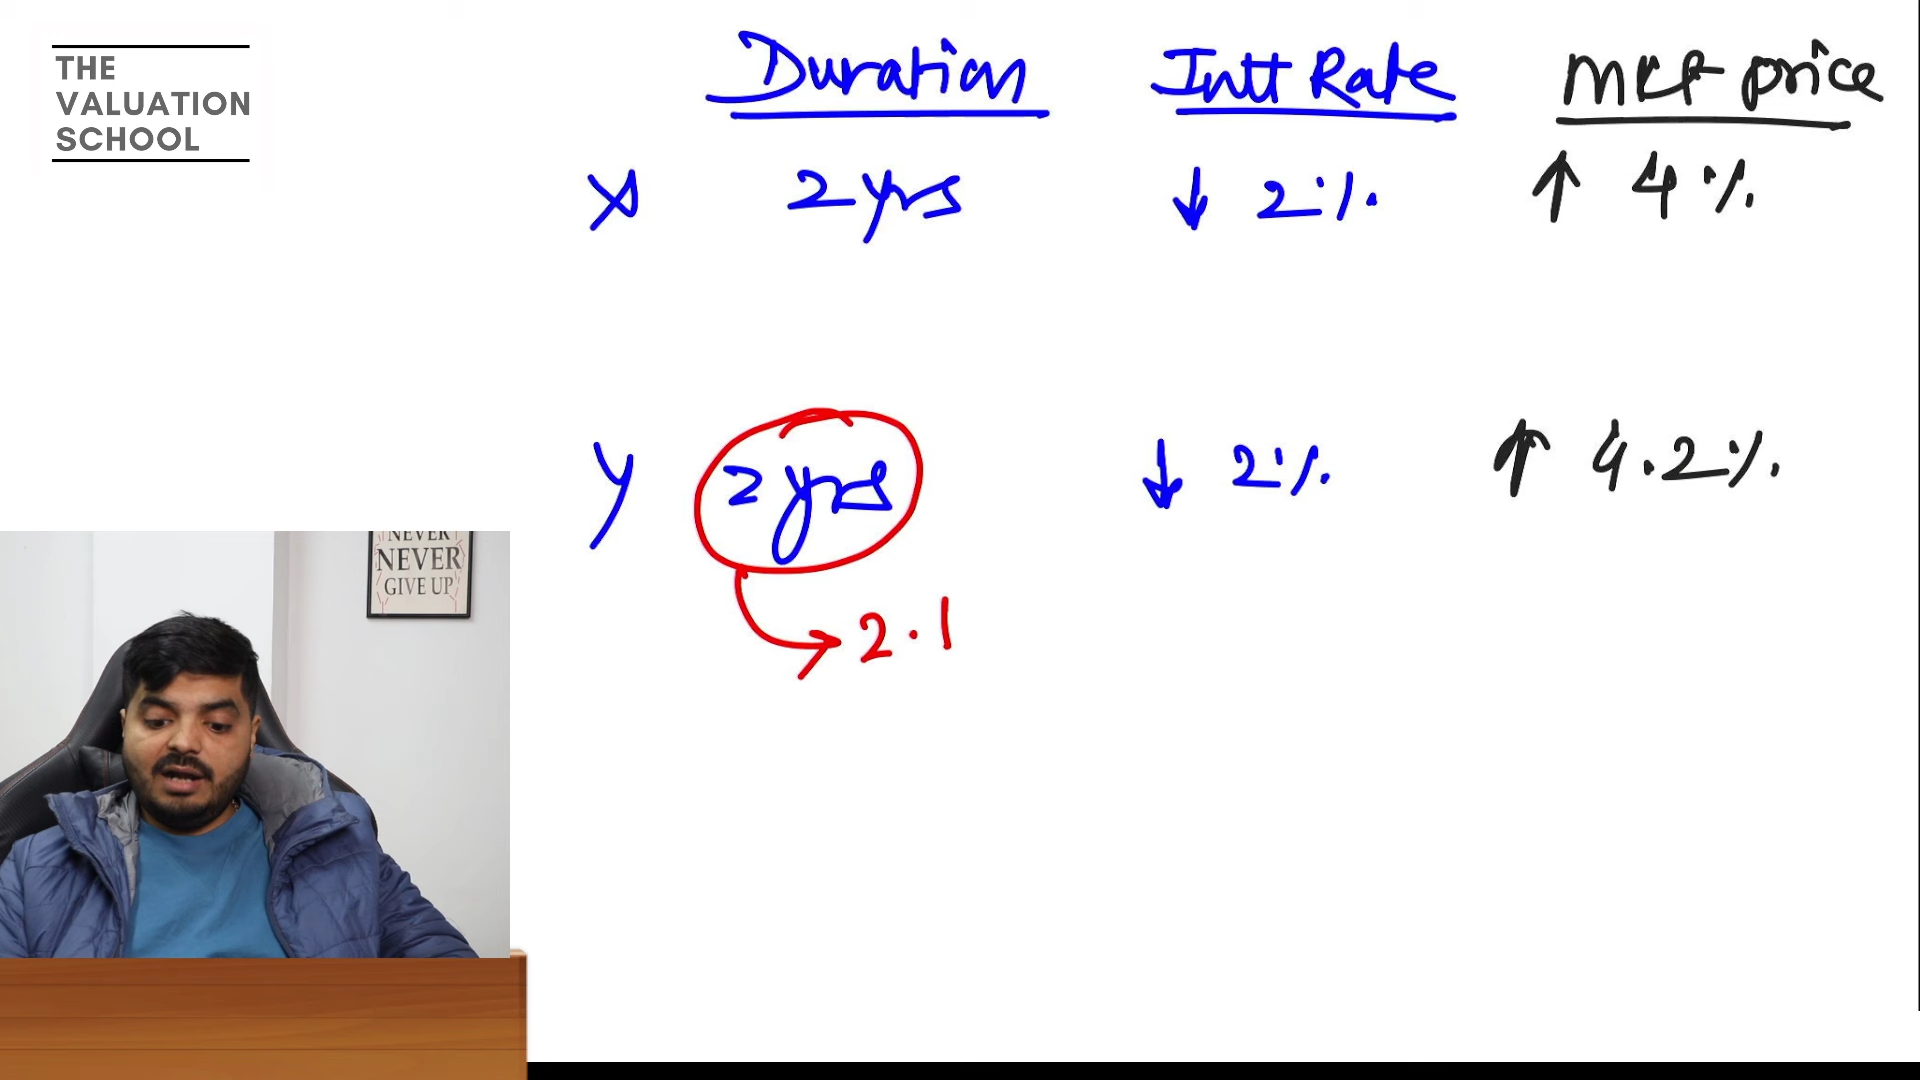 THE
VALUATION
SCHOOL
Duration Intt Rate Mkt price
X 2 yrs ↓ 2% ↑ 4%
Y 2 yrs ↓ 2% ↑ 4.2%
→ 2.1
NEVER
NEVER
GIVE UP